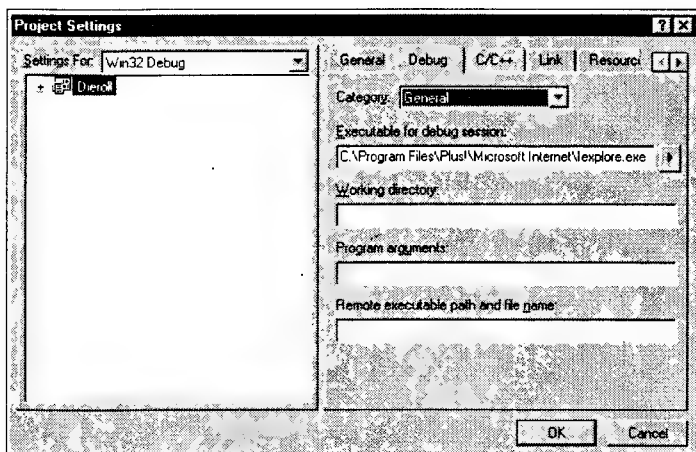 Project Settings
Settings For: Win32 Debug
Dieroll
General Debug C/C++ Link Resourc
Category: General
Executable for debug session:
C:\Program Files\Plus!\Microsoft Internet\Iexplore.exe
Working directory:
Program arguments:
Remote executable path and file name:
OK Cancel